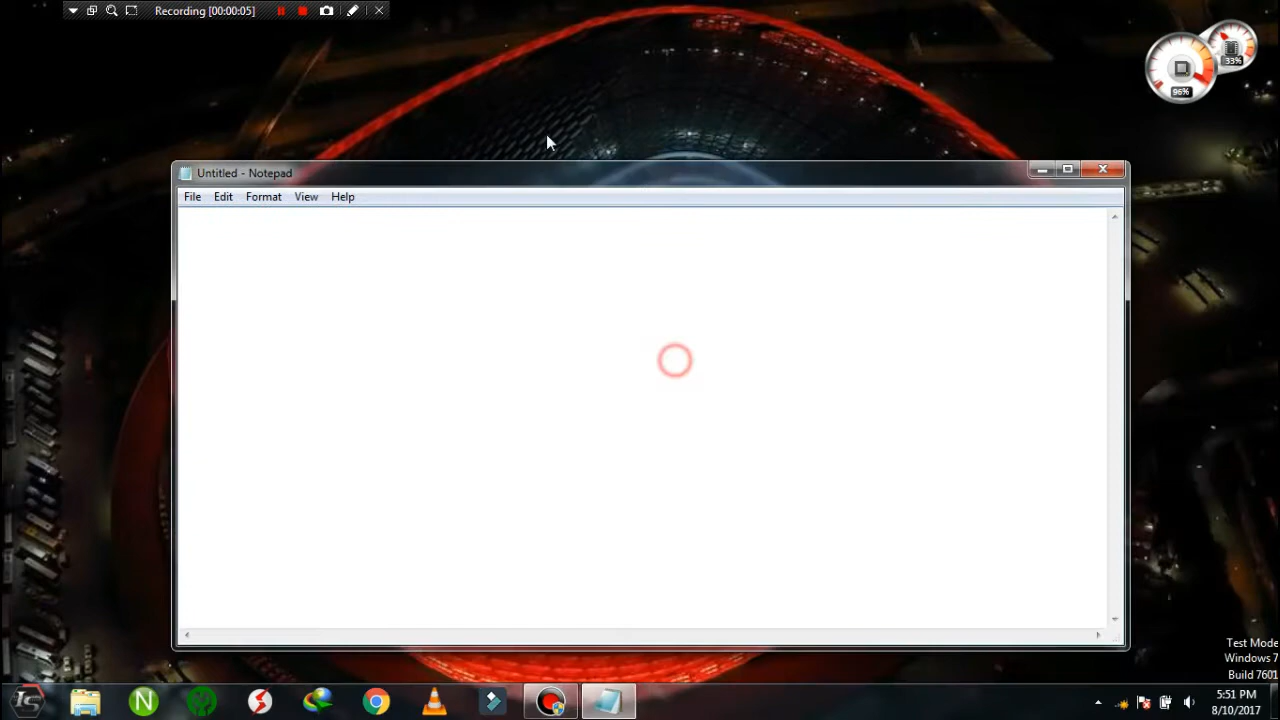 Recording [00:00:05]
33%
96%
Untitled - Notepad
File Edit Format View Help
Test Mode
Windows 7
Build 7601
5:51 PM
8/10/2017